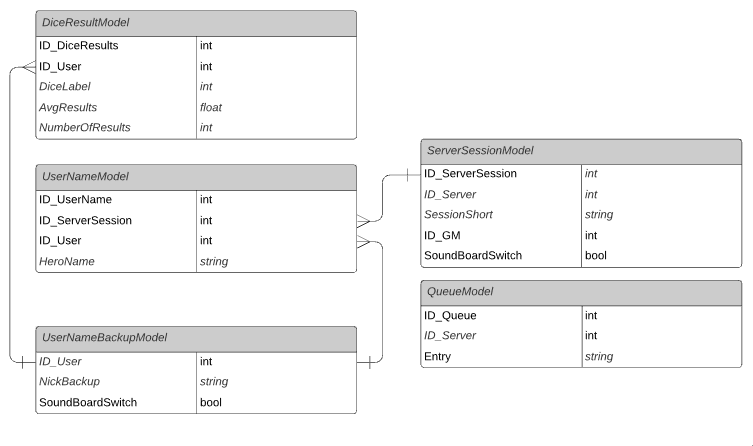 DiceResultModel
ID_DiceResults int
ID_User int
DiceLabel int
AvgResults float
NumberOfResults int
UserNameModel
ID_UserName int
ID_ServerSession int
ID_User int
HeroName string
UserNameBackupModel
ID_User int
NickBackup string
SoundBoardSwitch bool
ServerSessionModel
ID_ServerSession int
ID_Server int
SessionShort string
ID_GM int
SoundBoardSwitch bool
QueueModel
ID_Queue int
ID_Server int
Entry string